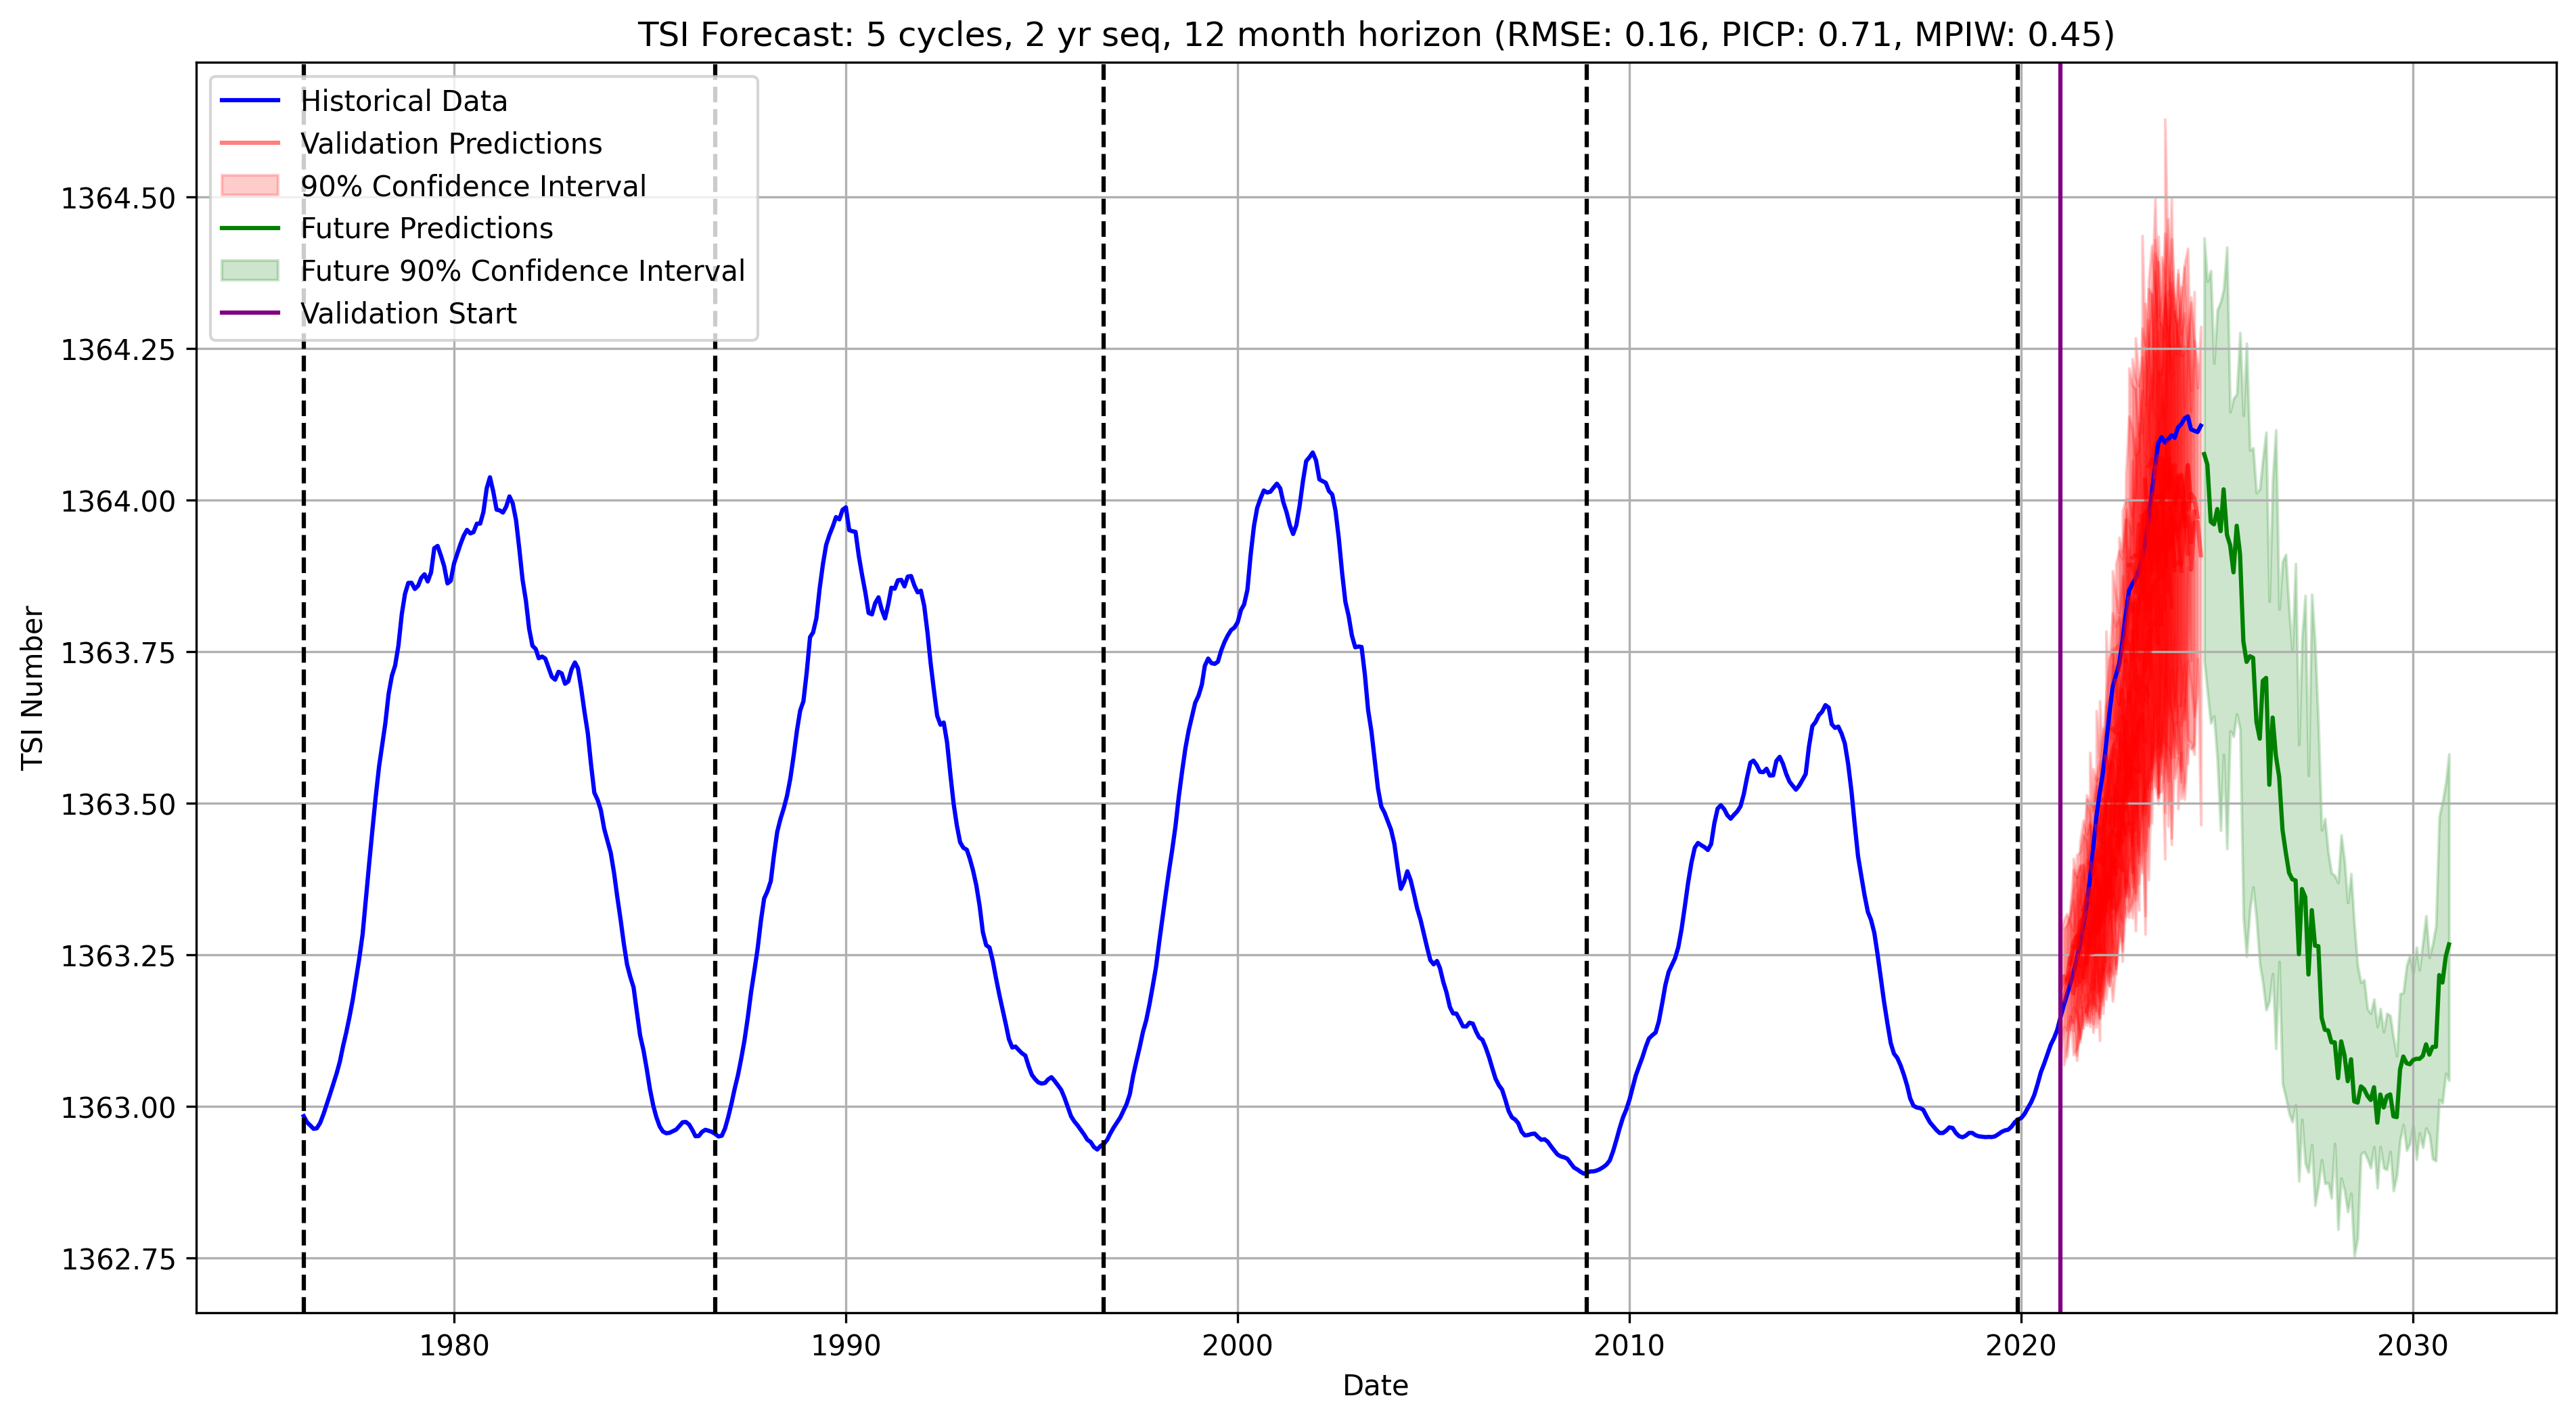 TSI Forecast: 5 cycles, 2 yr seq, 12 month horizon (RMSE: 0.16, PICP: 0.71, MPIW: 0.45)
Historical Data
Validation Predictions
90% Confidence Interval
Future Predictions
Future 90% Confidence Interval
Validation Start
1364.50
1364.25
1364.00
1363.75
1363.50
1363.25
1363.00
1362.75
TSI Number
1980
1990
2000
2010
2020
2030
Date